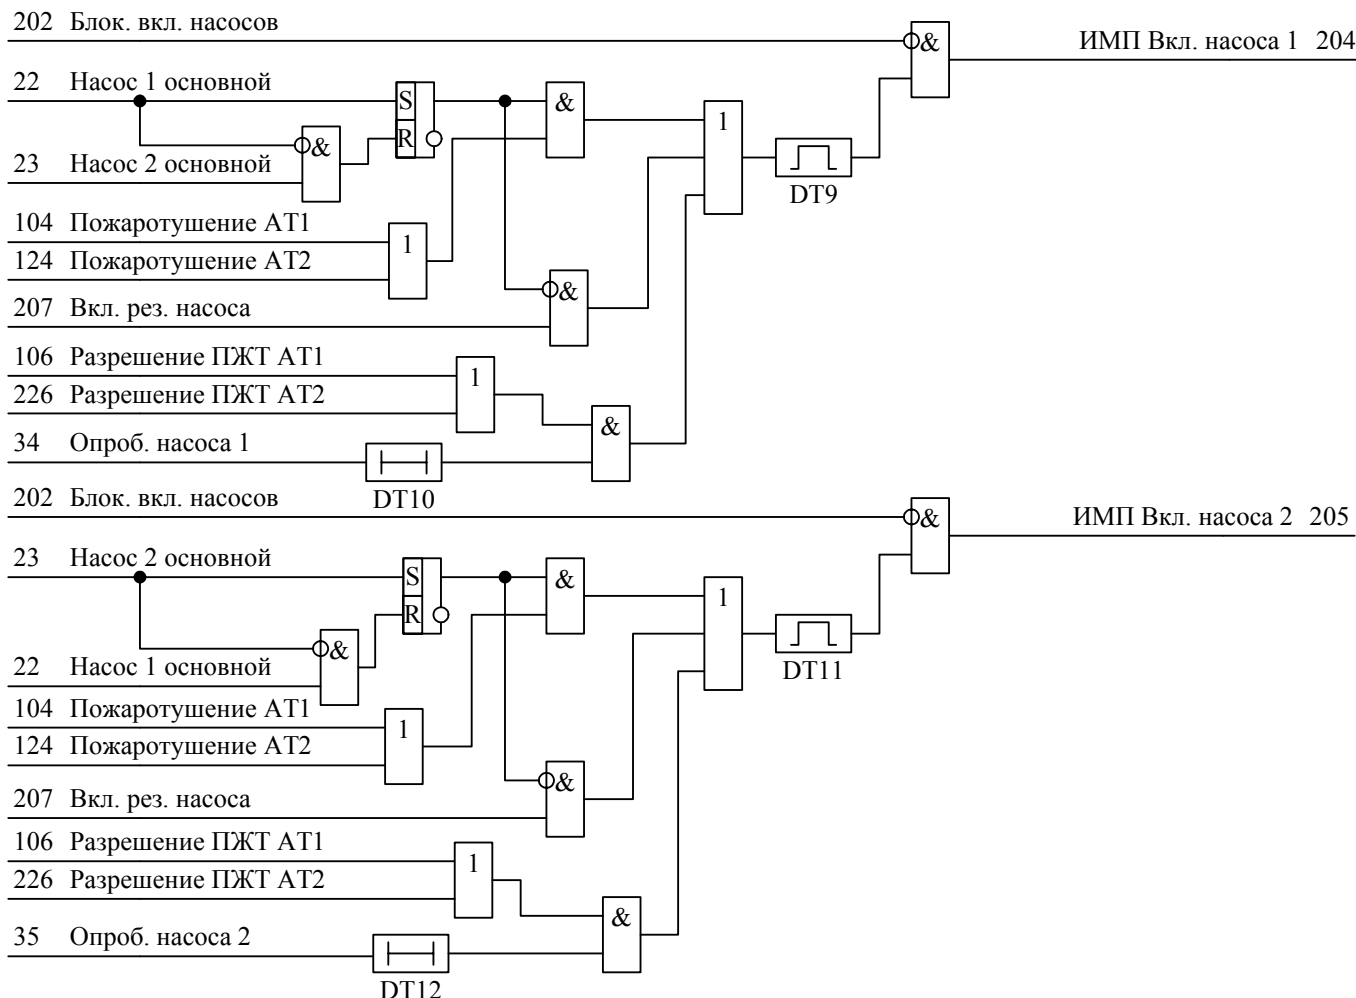 202 Блок. вкл. насосов
&
ИМП Вкл. насоса 1 204
22 Насос 1 основной
S
&
1
R
&
23 Насос 2 основной
DT9
104 Пожаротушение АТ1
1
124 Пожаротушение АТ2
&
207 Вкл. рез. насоса
106 Разрешение ПЖТ АТ1
1
226 Разрешение ПЖТ АТ2
&
34 Опроб. насоса 1
DT10
202 Блок. вкл. насосов
&
ИМП Вкл. насоса 2 205
23 Насос 2 основной
S
&
1
R
&
22 Насос 1 основной
DT11
104 Пожаротушение АТ1
1
124 Пожаротушение АТ2
&
207 Вкл. рез. насоса
106 Разрешение ПЖТ АТ1
1
226 Разрешение ПЖТ АТ2
&
35 Опроб. насоса 2
DT12